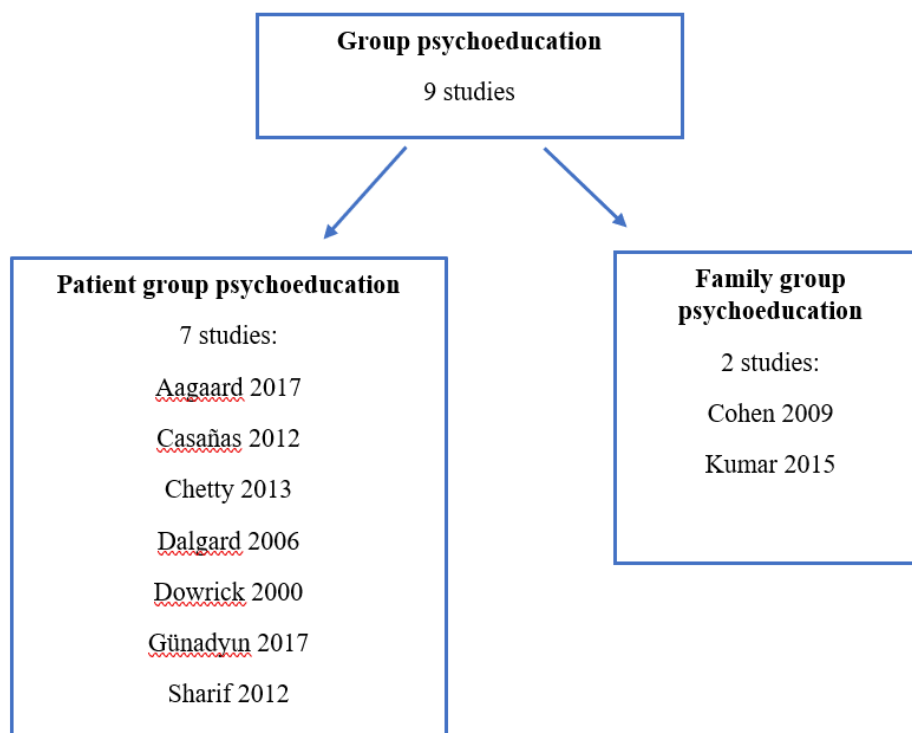 Group psychoeducation
9 studies
Patient group psychoeducation
7 studies:
Aagaard 2017
Casañas 2012
Chetty 2013
Dalgard 2006
Dowrick 2000
Günadyın 2017
Sharif 2012
Family group
psychoeducation
2 studies:
Cohen 2009
Kumar 2015